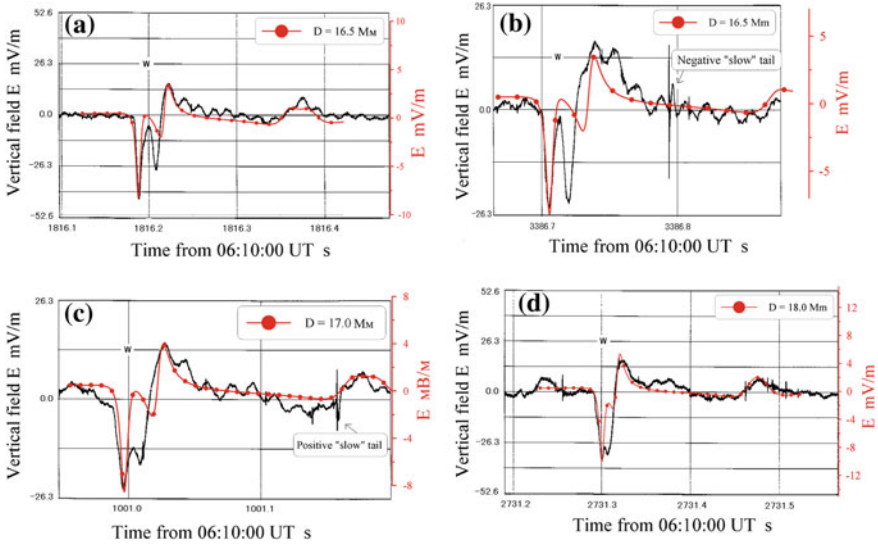 (a)
D = 16.5 Mм
Vertical field E mV/m
52.6
26.3
0.0
−26.3
52.6
W
10
5
0
-5
-10
E mV/m
1816.1 1816.2 1816.3 1816.4
Time from 06:10:00 UT s
(b)
D = 16.5 Mm
Negative "slow" tail
Vertical field E mV/m
26.3
0.0
-26.3
W
5
0
-5
E mV/m
3386.7 3386.8
Time from 06:10:00 UT s
(c)
D = 17.0 Mм
Vertical field E mV/m
26.3
0.0
−26.3
W
Positive "slow" tail
8
4
0
-4
-8
E мВ/м
1001.0 1001.1
Time from 06:10:00 UT s
(d)
D = 18.0 Mm
Vertical field E mV/m
52.6
26.3
0.0
−26.3
−52.6
W
12
8
4
0
-4
-8
-12
E mV/m
2731.2 2731.3 2731.4 2731.5
Time from 06:10:00 UT s